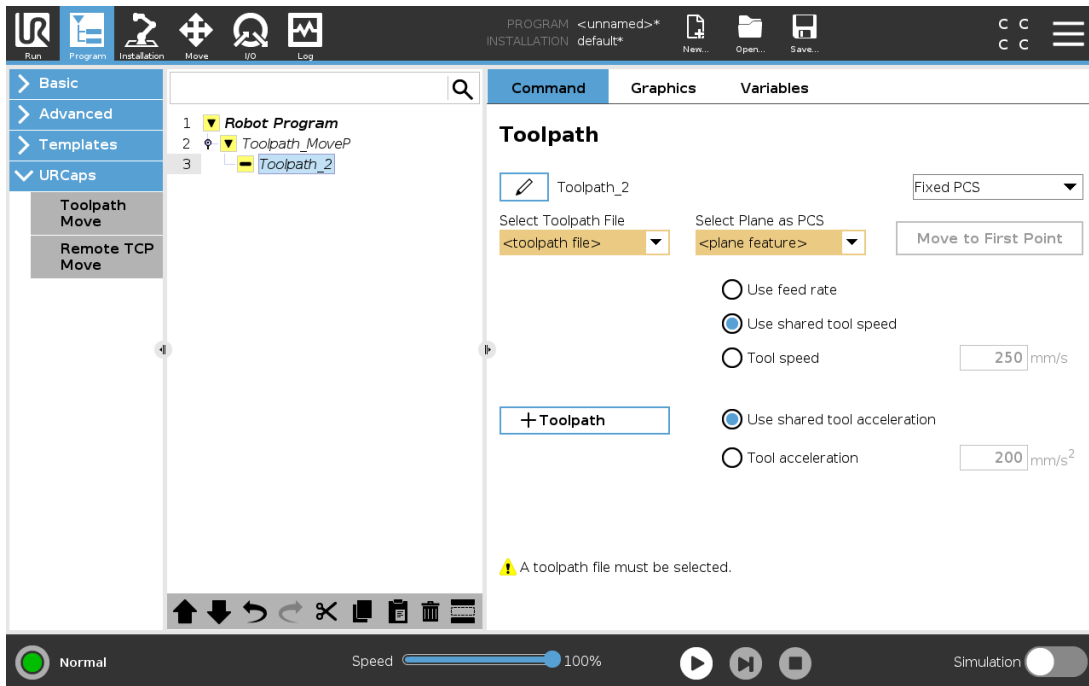 PROGRAM <unnamed>*
INSTALLATION default*
C C
C C
UR
Run
Program
Installation
Move
I/O
Log
New...
Open...
Save...
Basic
Advanced
Templates
URCaps
Toolpath
Move
Remote TCP
Move
1 Robot Program
2 Toolpath_MoveP
3 Toolpath_2
Command
Graphics
Variables
Toolpath
Toolpath_2
Fixed PCS
Select Toolpath File
Select Plane as PCS
<toolpath file>
<plane feature>
Move to First Point
Use feed rate
Use shared tool speed
Tool speed
250 mm/s
+Toolpath
Use shared tool acceleration
Tool acceleration
200 mm/s²
A toolpath file must be selected.
Normal
Speed
100%
Simulation